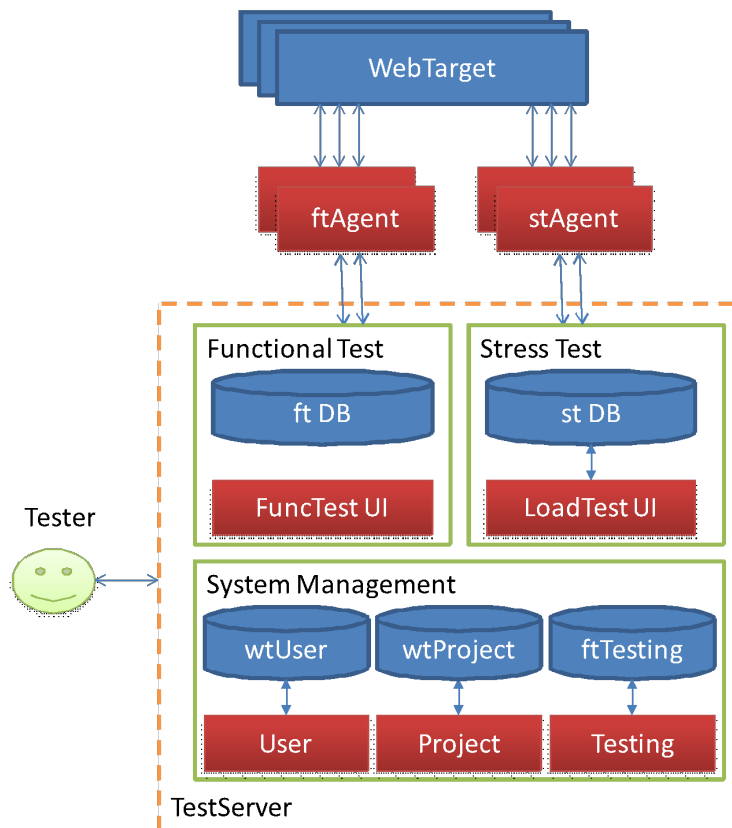 WebTarget
ftAgent
stAgent
Functional Test
Stress Test
ft DB
st DB
FuncTest UI
LoadTest UI
Tester
System Management
wtUser
wtProject
ftTesting
User
Project
Testing
TestServer